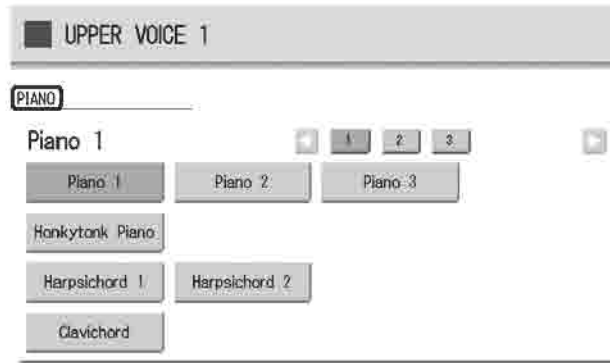 UPPER VOICE 1
PIANO
Piano 1 1 2 3
Piano 1 Piano 2 Piano 3
Honkytonk Piano
Harpsichord 1 Harpsichord 2
Clavichord